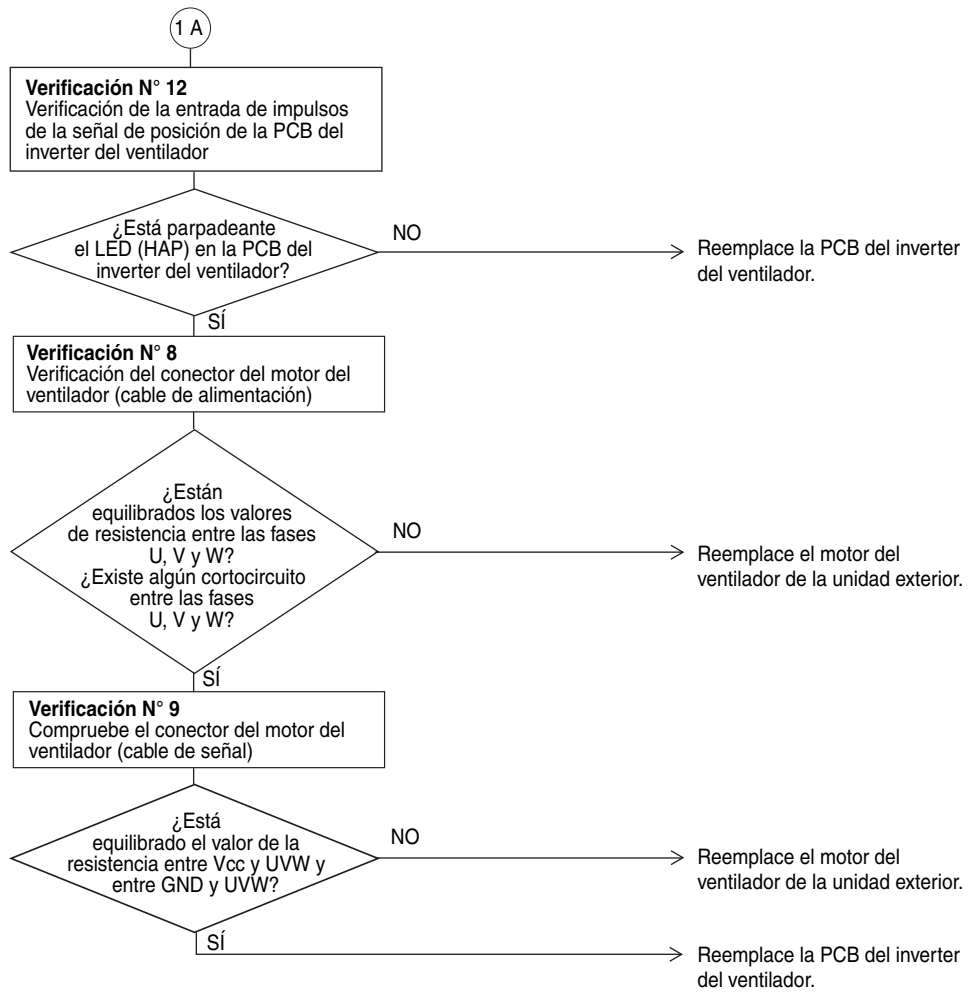 1 A
Verificación N° 12
Verificación de la entrada de impulsos
de la señal de posición de la PCB del
inverter del ventilador
¿Está parpadeante
el LED (HAP) en la PCB del
inverter del ventilador?
NO
Reemplace la PCB del inverter
del ventilador.
SÍ
Verificación N° 8
Verificación del conector del motor del
ventilador (cable de alimentación)
¿Están
equilibrados los valores
de resistencia entre las fases
U, V y W?
¿Existe algún cortocircuito
entre las fases
U, V y W?
NO
Reemplace el motor del
ventilador de la unidad exterior.
SÍ
Verificación N° 9
Compruebe el conector del motor del
ventilador (cable de señal)
¿Está
equilibrado el valor de la
resistencia entre Vcc y UVW y
entre GND y UVW?
NO
Reemplace el motor del
ventilador de la unidad exterior.
SÍ
Reemplace la PCB del inverter
del ventilador.